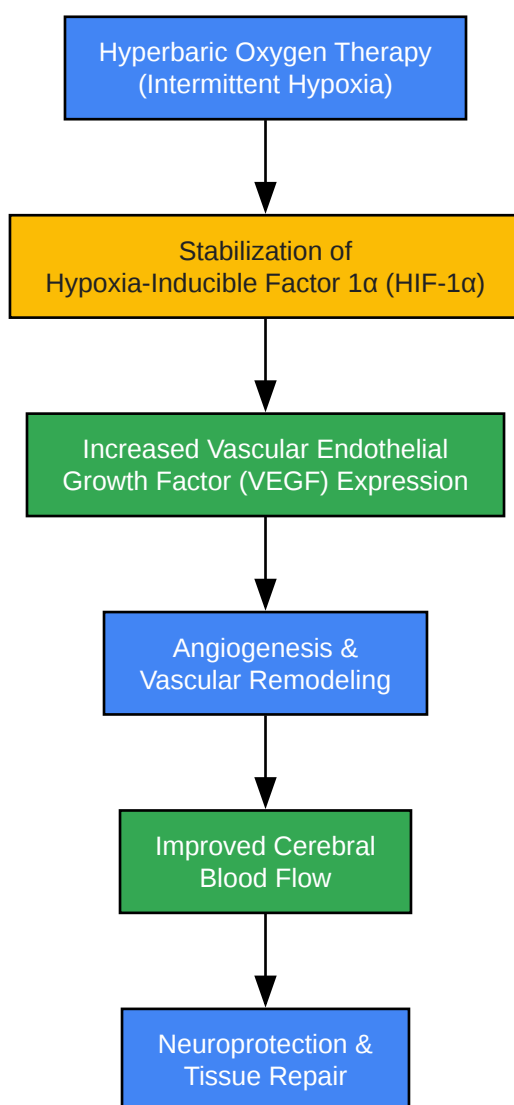 Hyperbaric Oxygen Therapy
(Intermittent Hypoxia)
Stabilization of
Hypoxia-Inducible Factor 1α (HIF-1α)
Increased Vascular Endothelial
Growth Factor (VEGF) Expression
Angiogenesis &
Vascular Remodeling
Improved Cerebral
Blood Flow
Neuroprotection &
Tissue Repair